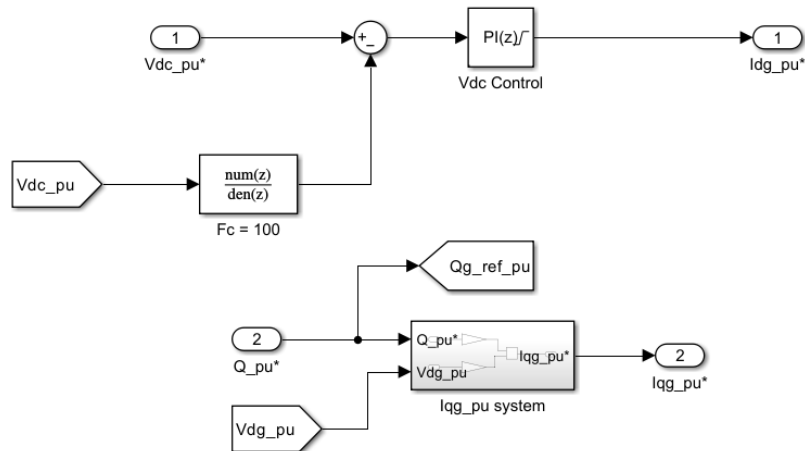 1
Vdc_pu*
+
_
PI(z)
Vdc Control
1
Idg_pu*
Vdc_pu
num(z)
den(z)
Fc = 100
Qg_ref_pu
2
Q_pu*
Q_pu*
Vdg_pu
Iqg_pu*
Iqg_pu system
2
Iqg_pu*
Vdg_pu